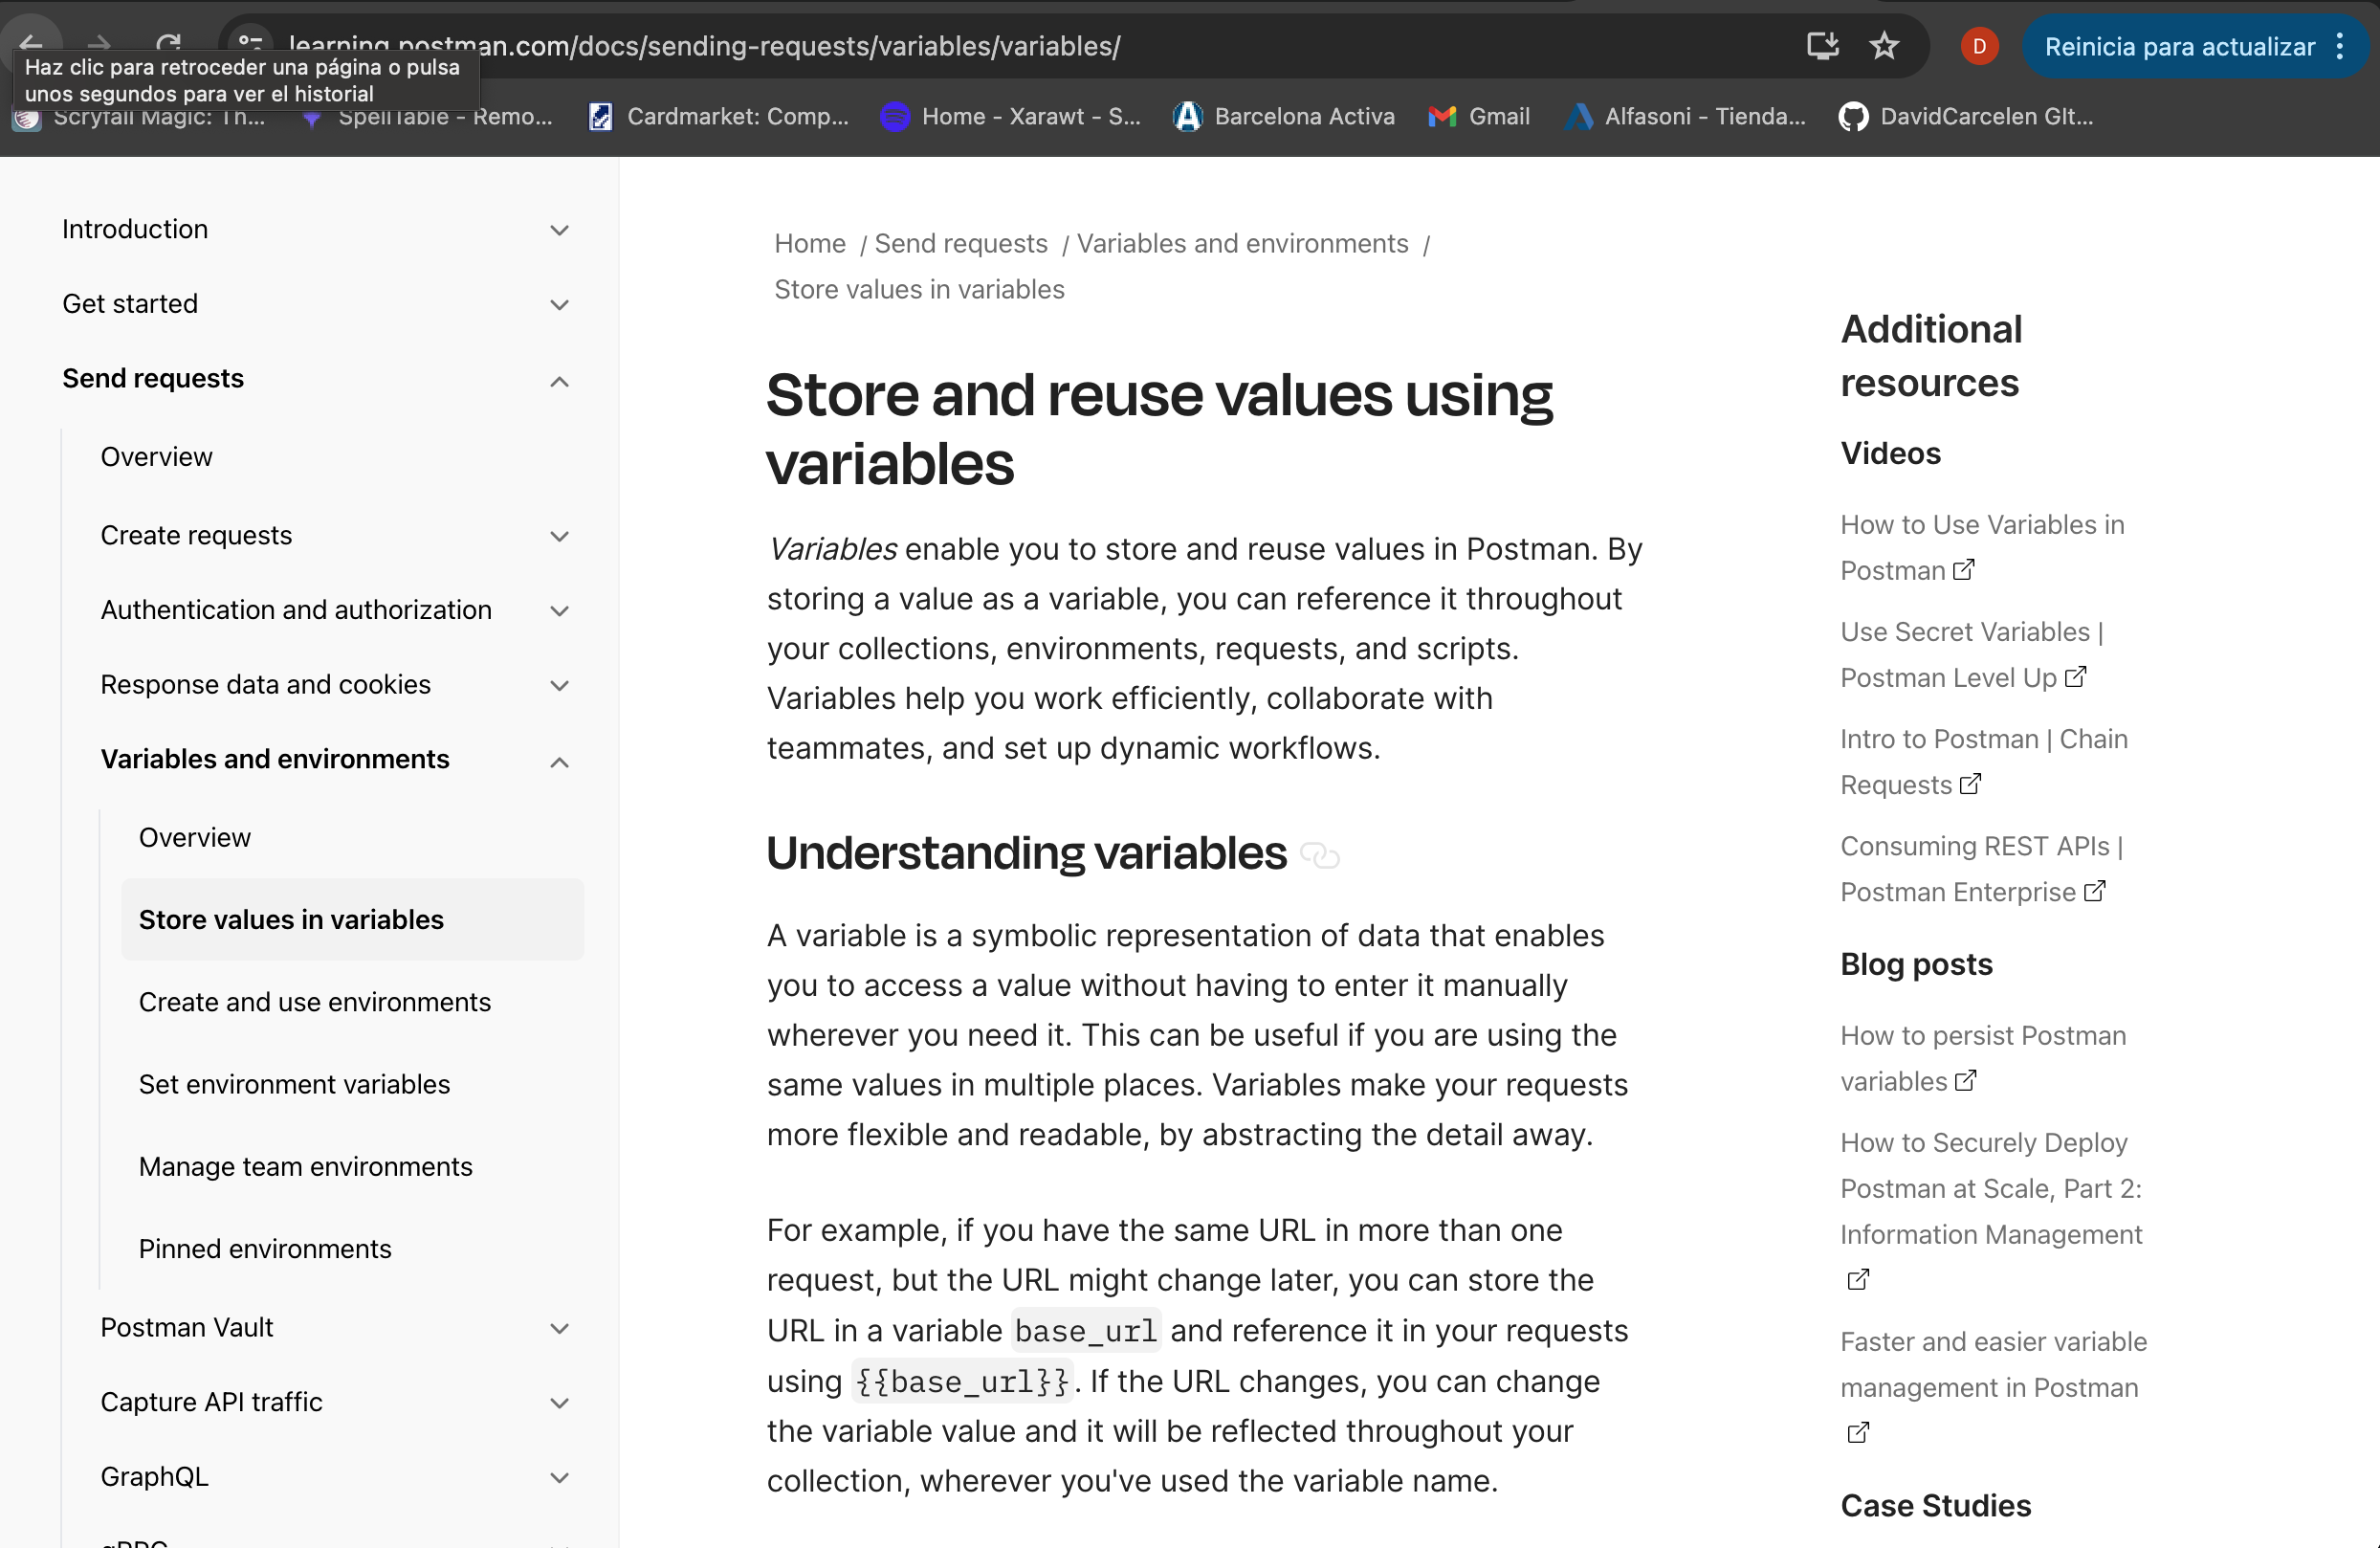 learning.postman.com/docs/sending-requests/variables/variables/
D
Reinicia para actualizar
Haz clic para retroceder una página o pulsa
unos segundos para ver el historial
Scryfall Magic: Th...
SpellTable - Remo...
Cardmarket: Comp...
Home - Xarawt - S...
Barcelona Activa
Gmail
Alfasoni - Tienda...
DavidCarcelen GIt...
Introduction
Get started
Send requests
Overview
Create requests
Authentication and authorization
Response data and cookies
Variables and environments
Overview
Store values in variables
Create and use environments
Set environment variables
Manage team environments
Pinned environments
Postman Vault
Capture API traffic
GraphQL
gRPC
Home / Send requests / Variables and environments /
Store values in variables
Store and reuse values using
variables
Variables enable you to store and reuse values in Postman. By
storing a value as a variable, you can reference it throughout
your collections, environments, requests, and scripts.
Variables help you work efficiently, collaborate with
teammates, and set up dynamic workflows.
Understanding variables
A variable is a symbolic representation of data that enables
you to access a value without having to enter it manually
wherever you need it. This can be useful if you are using the
same values in multiple places. Variables make your requests
more flexible and readable, by abstracting the detail away.
For example, if you have the same URL in more than one
request, but the URL might change later, you can store the
URL in a variable base_url and reference it in your requests
using {{base_url}}. If the URL changes, you can change
the variable value and it will be reflected throughout your
collection, wherever you've used the variable name.
Additional
resources
Videos
How to Use Variables in
Postman
Use Secret Variables |
Postman Level Up
Intro to Postman | Chain
Requests
Consuming REST APIs |
Postman Enterprise
Blog posts
How to persist Postman
variables
How to Securely Deploy
Postman at Scale, Part 2:
Information Management
Faster and easier variable
management in Postman
Case Studies